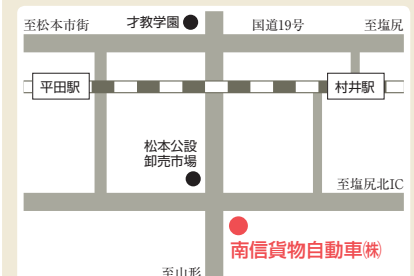 至松本市街
才教学園
国道19号
至塩尻
平田駅
村井駅
松本公設
卸売市場
至塩尻北IC
南信貨物自動車㈱
至山形